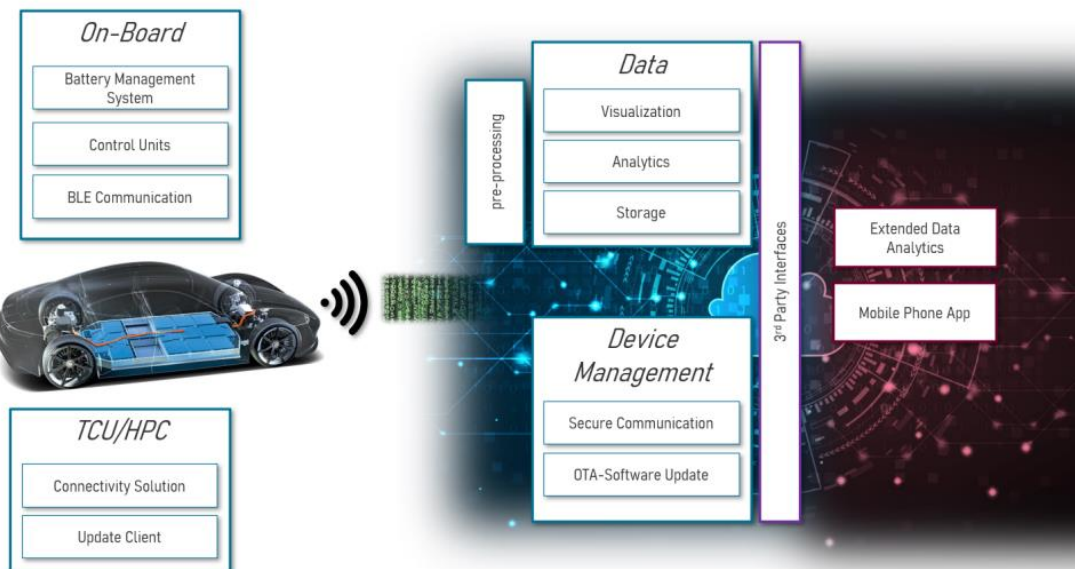 On-Board
Battery Management
System
Control Units
BLE Communication
TCU/HPC
Connectivity Solution
Update Client
pre-processing
Data
Visualization
Analytics
Storage
Device
Management
Secure Communication
OTA-Software Update
3rd Party Interfaces
Extended Data
Analytics
Mobile Phone App